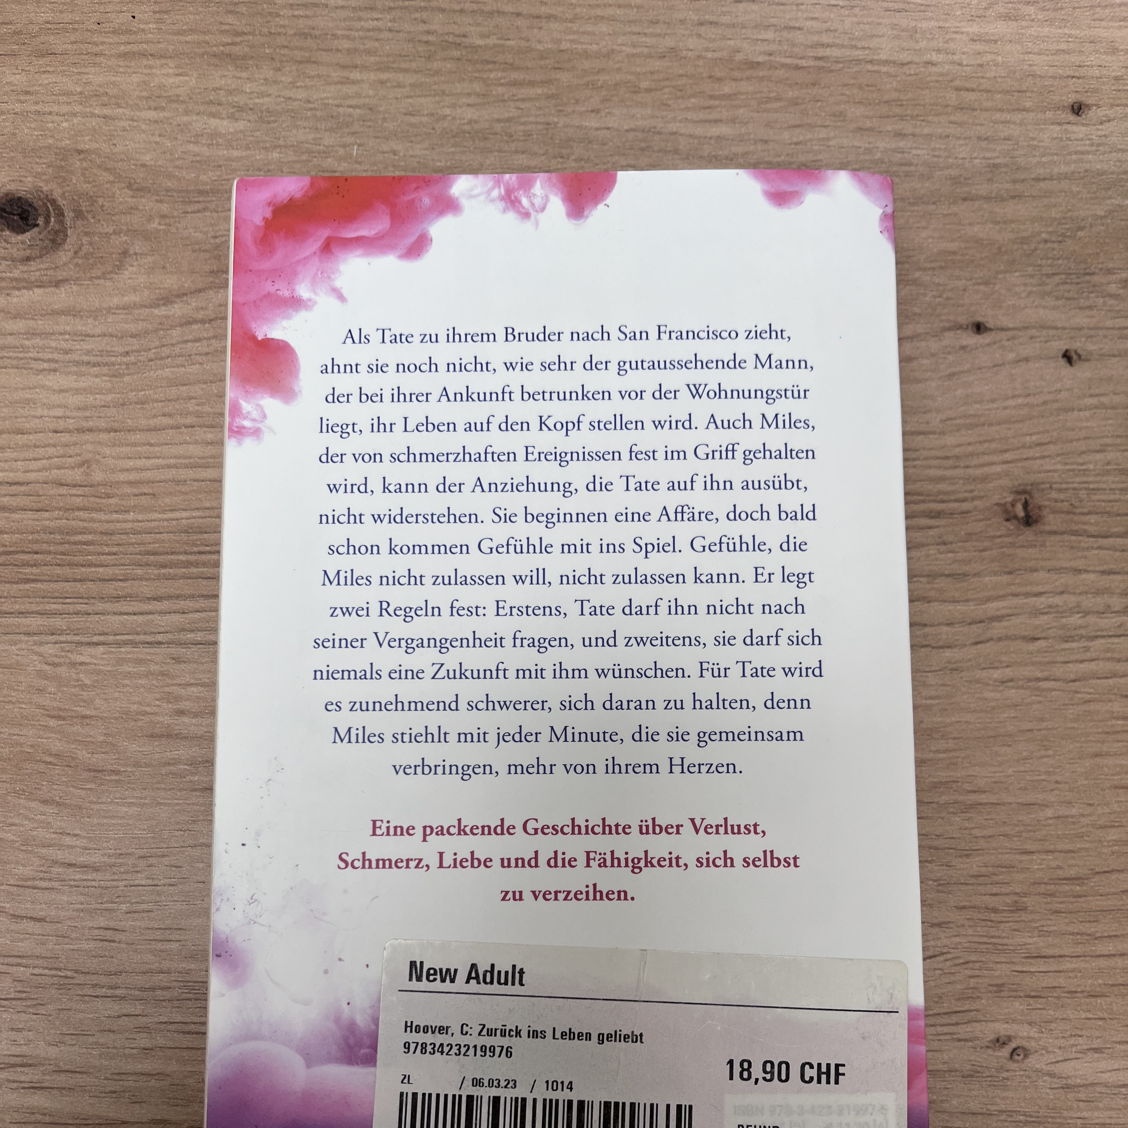 Als Tate zu ihrem Bruder nach San Francisco zieht,
ahnt sie noch nicht, wie sehr der gutaussehende Mann,
der bei ihrer Ankunft betrunken vor der Wohnungstür
liegt, ihr Leben auf den Kopf stellen wird. Auch Miles,
der von schmerzhaften Ereignissen fest im Griff gehalten
wird, kann der Anziehung, die Tate auf ihn ausübt,
nicht widerstehen. Sie beginnen eine Affäre, doch bald
schon kommen Gefühle mit ins Spiel. Gefühle, die
Miles nicht zulassen will, nicht zulassen kann. Er legt
zwei Regeln fest: Erstens, Tate darf ihn nicht nach
seiner Vergangenheit fragen, und zweitens, sie darf sich
niemals eine Zukunft mit ihm wünschen. Für Tate wird
es zunehmend schwerer, sich daran zu halten, denn
Miles stiehlt mit jeder Minute, die sie gemeinsam
verbringen, mehr von ihrem Herzen.
Eine packende Geschichte über Verlust,
Schmerz, Liebe und die Fähigkeit, sich selbst
zu verzeihen.
New Adult
Hoover, C: Zurück ins Leben geliebt
9783423219976
18,90 CHF
ZL / 06.03.23 / 1014
ISBN 978-3-423-21997-6